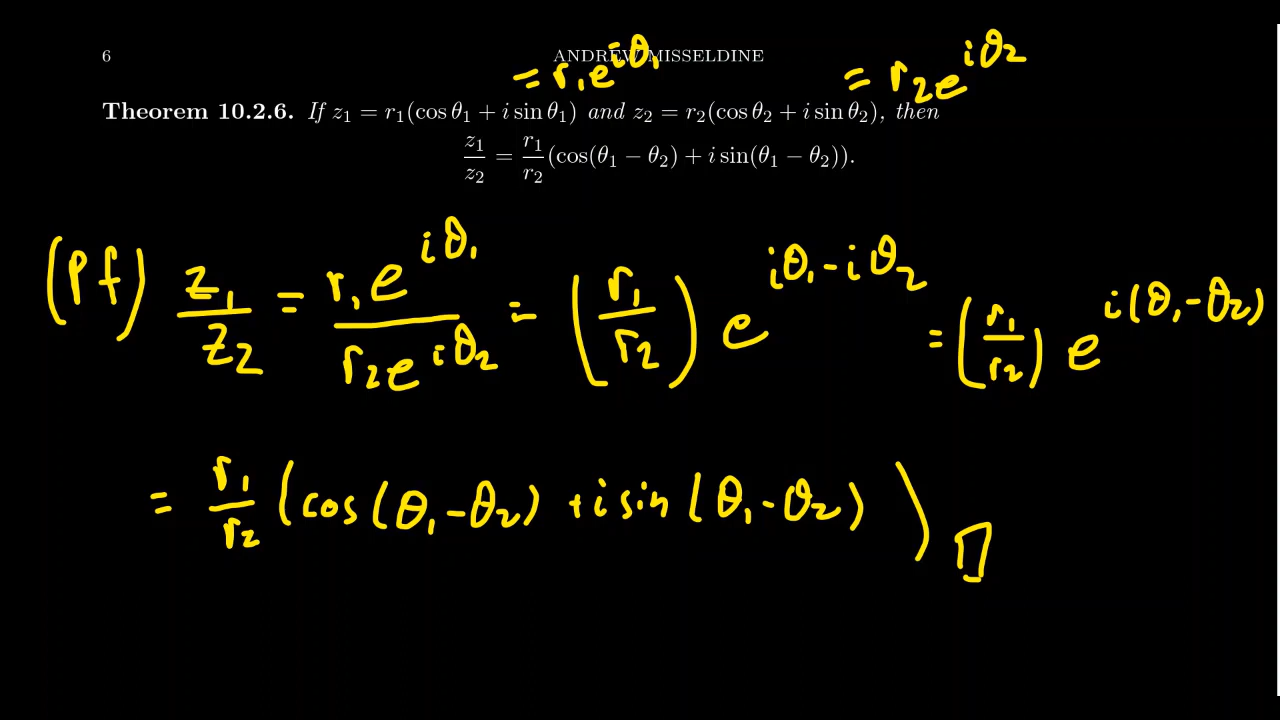 6 ANDREW MISSELDINE
= r₁e^{iθ₁} = r₂e^{iθ₂}
Theorem 10.2.6. If z₁ = r₁(cos θ₁ + i sin θ₁) and z₂ = r₂(cos θ₂ + i sin θ₂), then
z₁/z₂ = r₁/r₂ (cos(θ₁ − θ₂) + i sin(θ₁ − θ₂)).
(Pf) z₁/z₂ = r₁e^{iθ₁}/r₂e^{iθ₂} = (r₁/r₂) e^{iθ₁-iθ₂} = (r₁/r₂) e^{i(θ₁-θ₂)}
= r₁/r₂ (cos(θ₁-θ₂) + i sin(θ₁-θ₂)) □